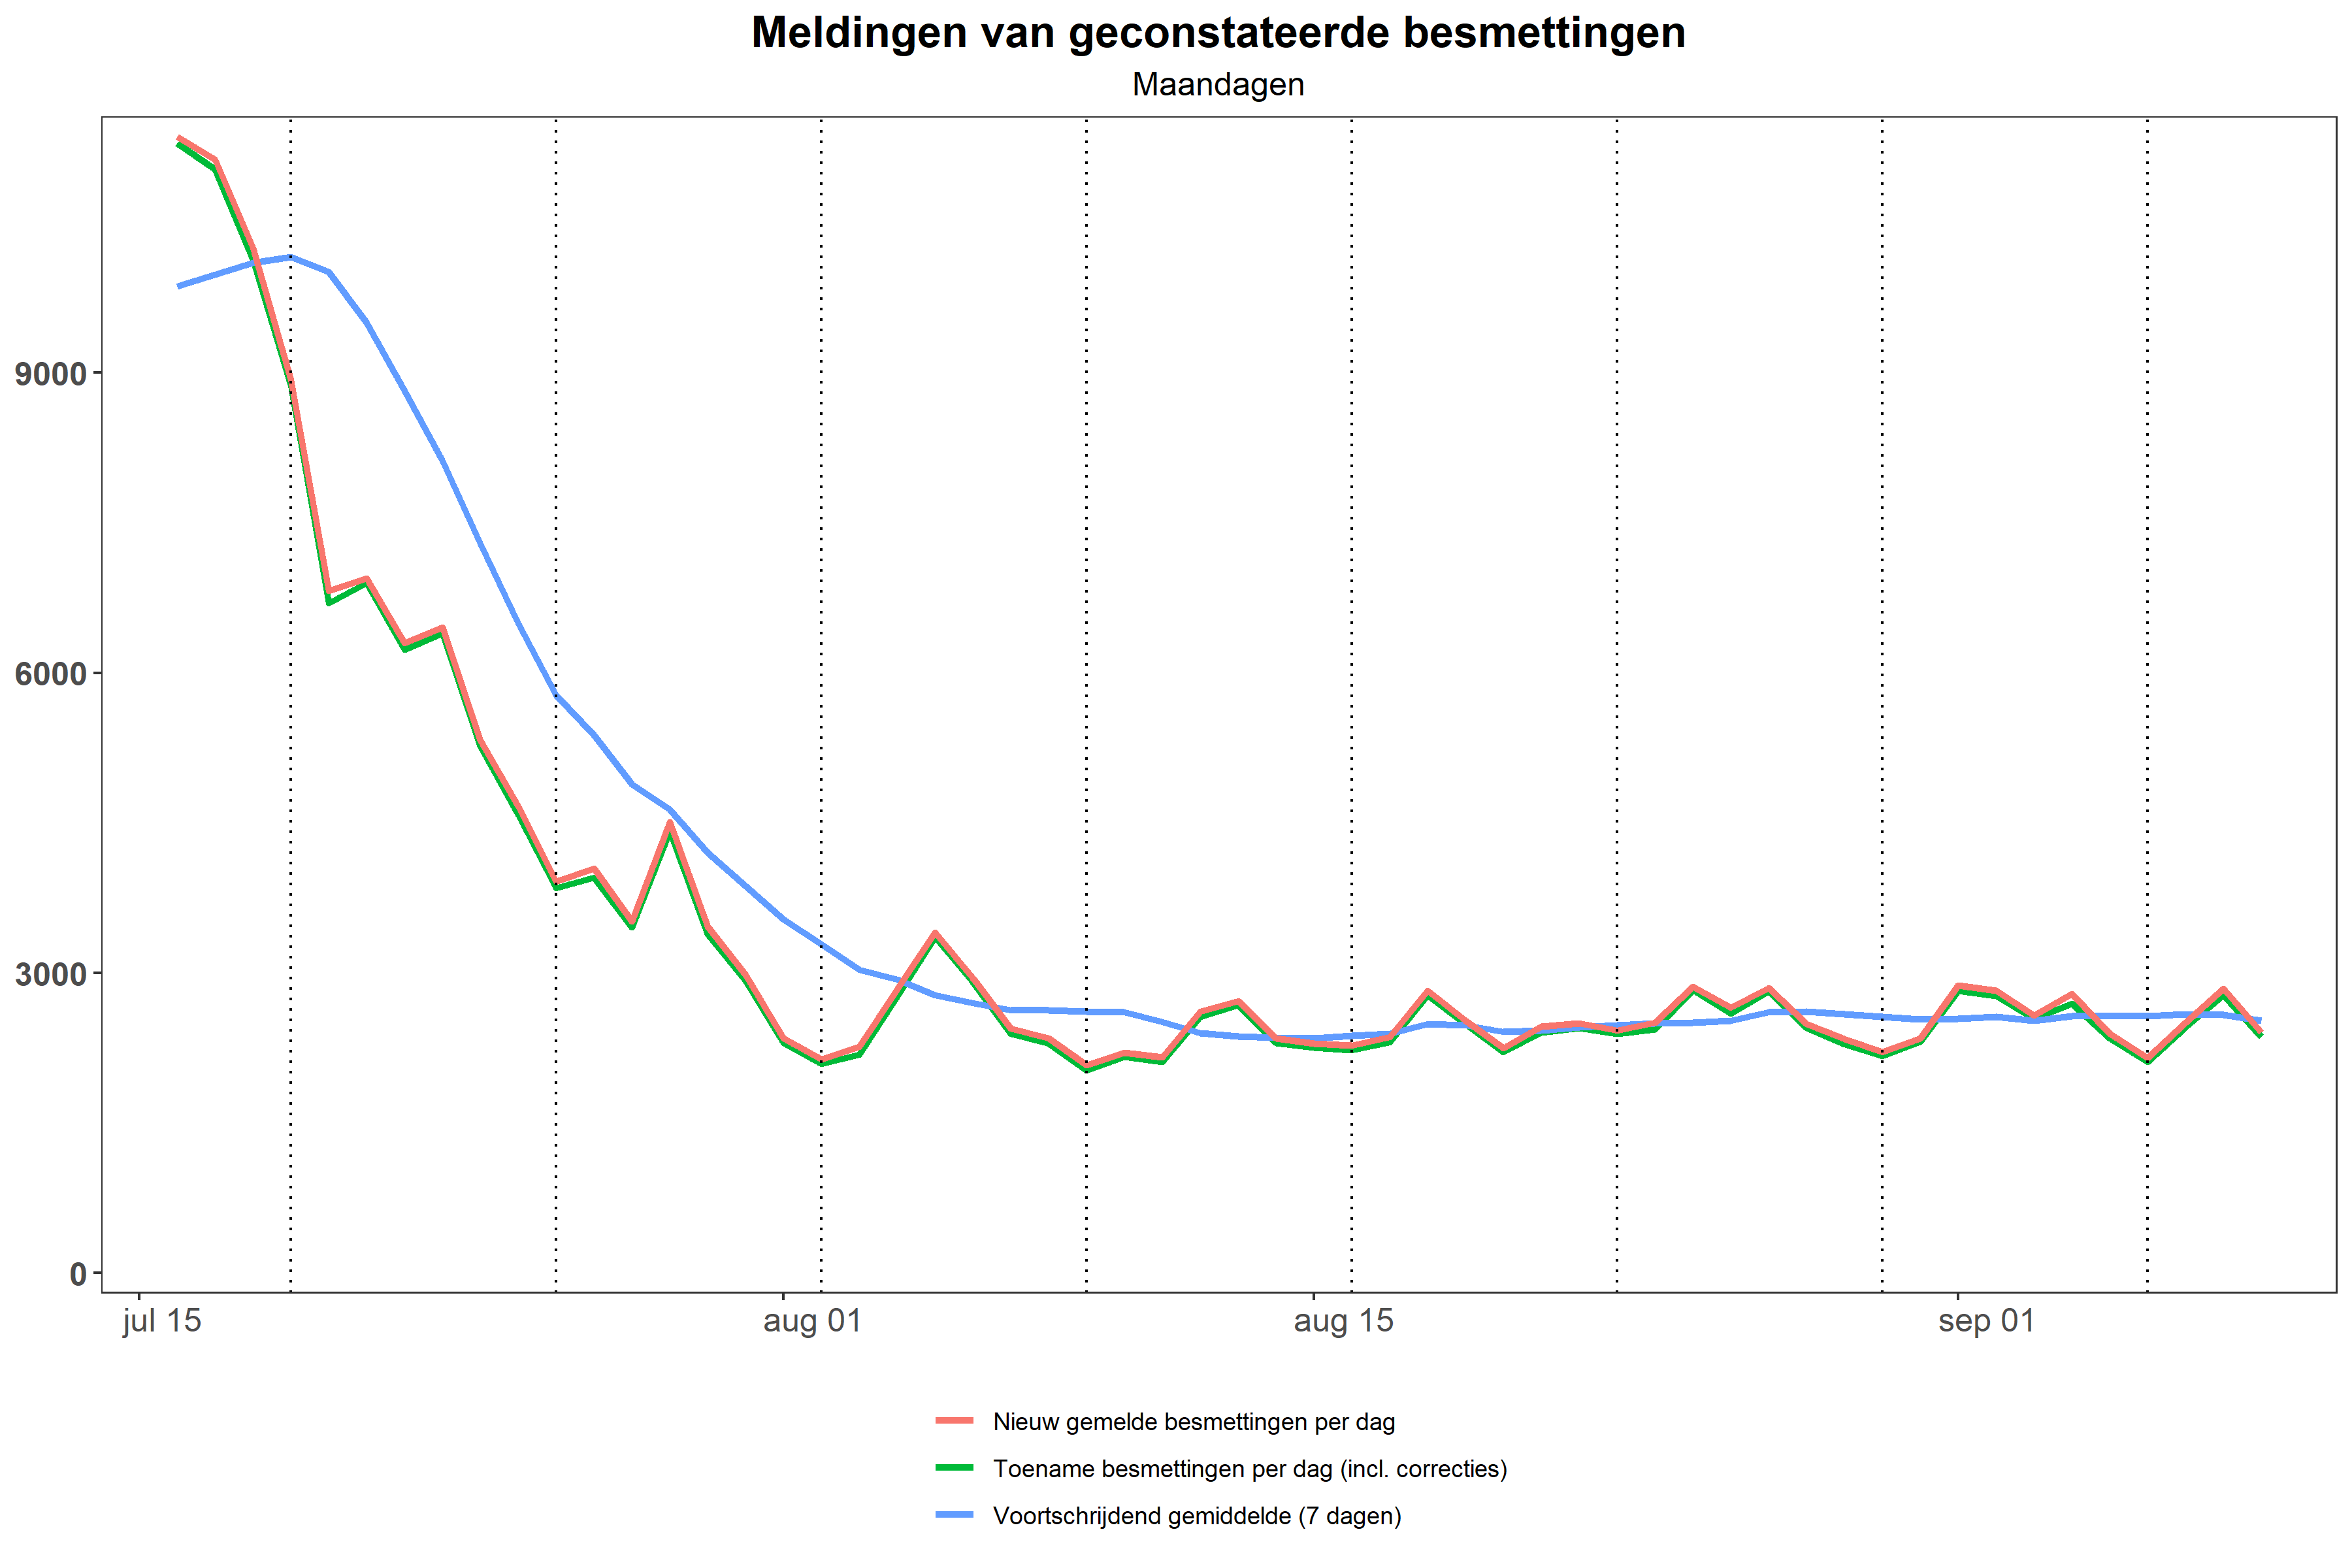 Meldingen van geconstateerde besmettingen
Maandagen
9000
6000
3000
0
jul 15
aug 01
aug 15
sep 01
Nieuw gemelde besmettingen per dag
Toename besmettingen per dag (incl. correcties)
Voortschrijdend gemiddelde (7 dagen)